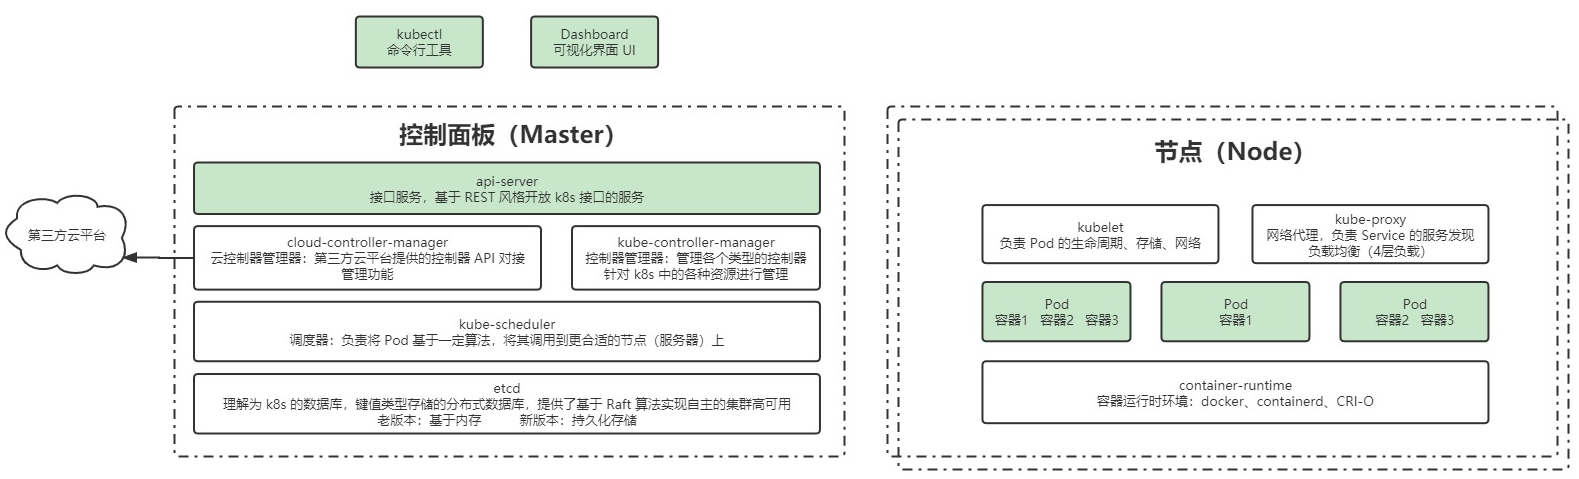 kubectl
命令行工具
Dashboard
可视化界面 UI
控制面板（Master）
api-server
接口服务，基于 REST 风格开放 k8s 接口的服务
第三方云平台
cloud-controller-manager
云控制器管理器：第三方云平台提供的控制器 API 对接
管理功能
kube-controller-manager
控制器管理器：管理各个类型的控制器
针对 k8s 中的各种资源进行管理
kube-scheduler
调度器：负责将 Pod 基于一定算法，将其调用到更合适的节点（服务器）上
etcd
理解为 k8s 的数据库，键值类型存储的分布式数据库，提供了基于 Raft 算法实现自主的集群高可用
老版本：基于内存 新版本：持久化存储
节点（Node）
kubelet
负责 Pod 的生命周期、存储、网络
kube-proxy
网络代理，负责 Service 的服务发现
负载均衡（4层负载）
Pod
容器1 容器2 容器3
Pod
容器1
Pod
容器2 容器3
container-runtime
容器运行时环境：docker、containerd、CRI-O